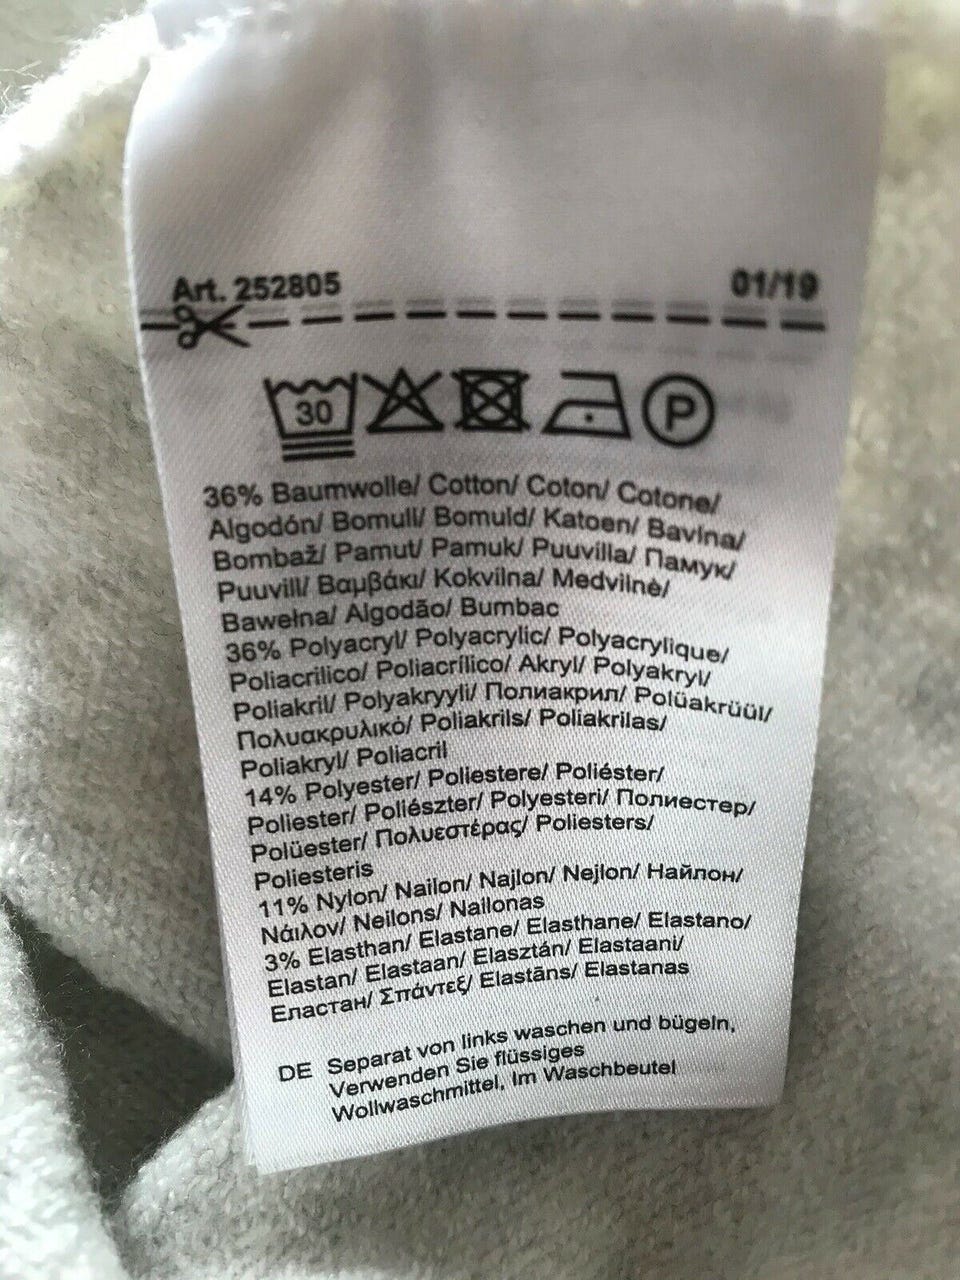 Art. 252805 01/19
30 P
36% Baumwolle/ Cotton/ Coton/ Cotone/
Algodón/ Bomull/ Bomuld/ Katoen/ Bavlna/
Bombaž/ Pamut/ Pamuk/ Puuvilla/ Памук/
Puuvill/ Βαμβάκι/ Kokvilna/ Medvilnė/
Bawełna/ Algodão/ Bumbac
36% Polyacryl/ Polyacrylic/ Polyacrylique/
Poliacrilico/ Poliacrílico/ Akryl/ Polyakryl/
Poliakril/ Polyakryyli/ Полиакрил/ Polüakrüül/
Πολυακρυλικό/ Poliakrils/ Poliakrilas/
Poliakryl/ Poliacril
14% Polyester/ Poliestere/ Poliéster/
Poliester/ Poliészter/ Polyesteri/ Полиестер/
Polüester/ Πολυεστέρας/ Poliesters/
Poliesteris
11% Nylon/ Nailon/ Najlon/ Nejlon/ Найлон/
Νάιλον/ Neilons/ Nailonas
3% Elasthan/ Elastane/ Elasthane/ Elastano/
Elastan/ Elastaan/ Elasztán/ Elastaani/
Еластан/ Σπάντεξ/ Elastāns/ Elastanas
DE Separat von links waschen und bügeln,
Verwenden Sie flüssiges
Wollwaschmittel, Im Waschbeutel